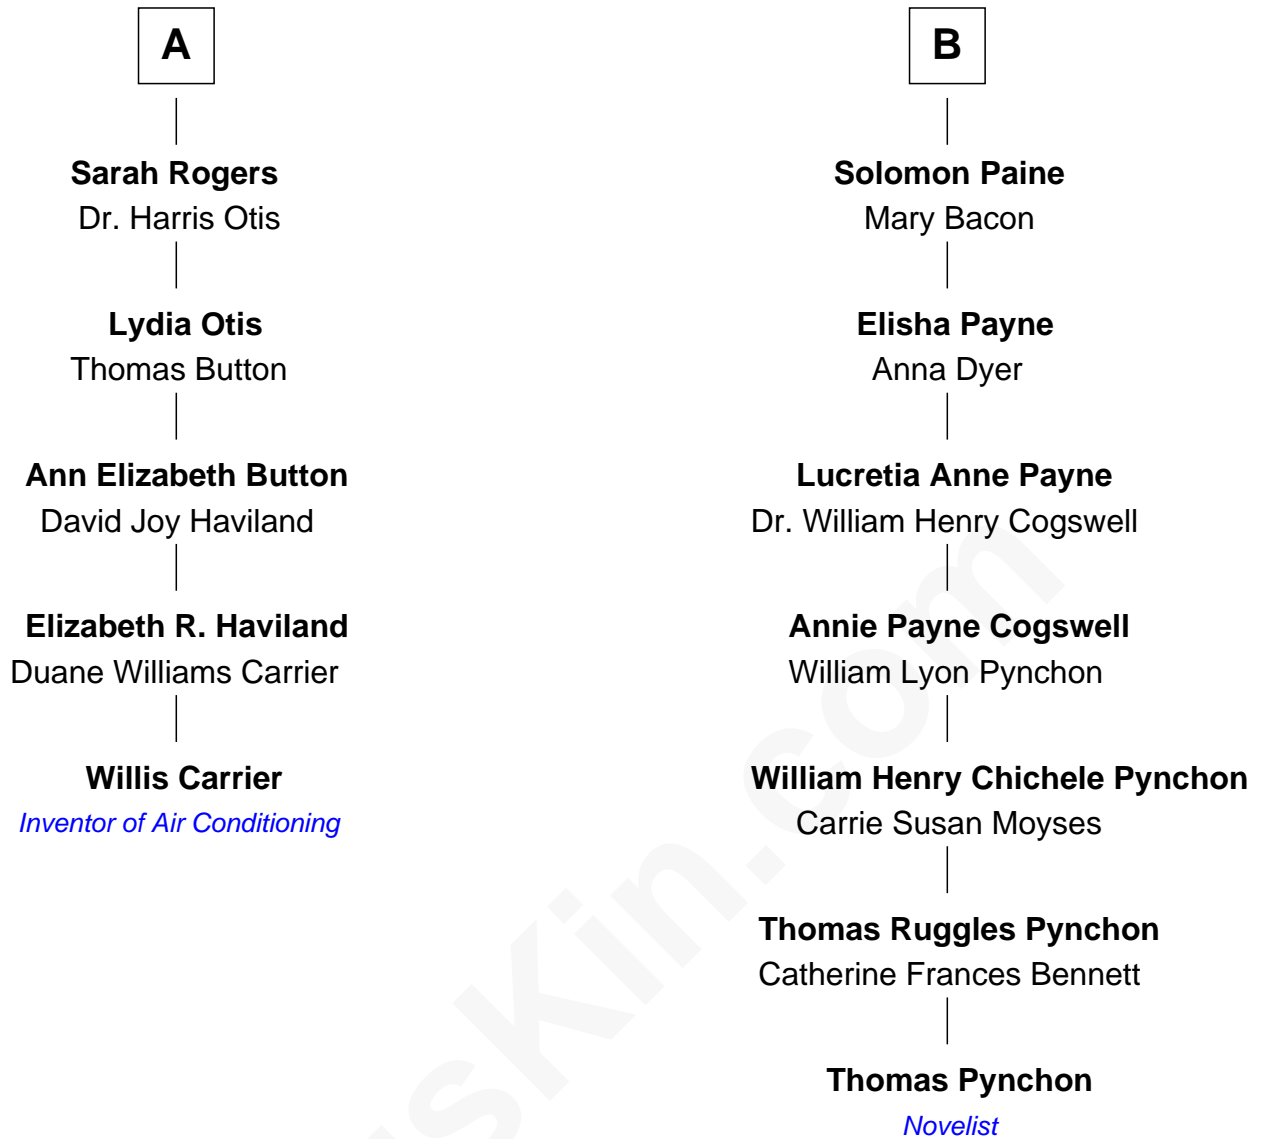 A
Sarah Rogers
Dr. Harris Otis
Lydia Otis
Thomas Button
Ann Elizabeth Button
David Joy Haviland
Elizabeth R. Haviland
Duane Williams Carrier
Willis Carrier
Inventor of Air Conditioning
B
Solomon Paine
Mary Bacon
Elisha Payne
Anna Dyer
Lucretia Anne Payne
Dr. William Henry Cogswell
Annie Payne Cogswell
William Lyon Pynchon
William Henry Chichele Pynchon
Carrie Susan Moyses
Thomas Ruggles Pynchon
Catherine Frances Bennett
Thomas Pynchon
Novelist